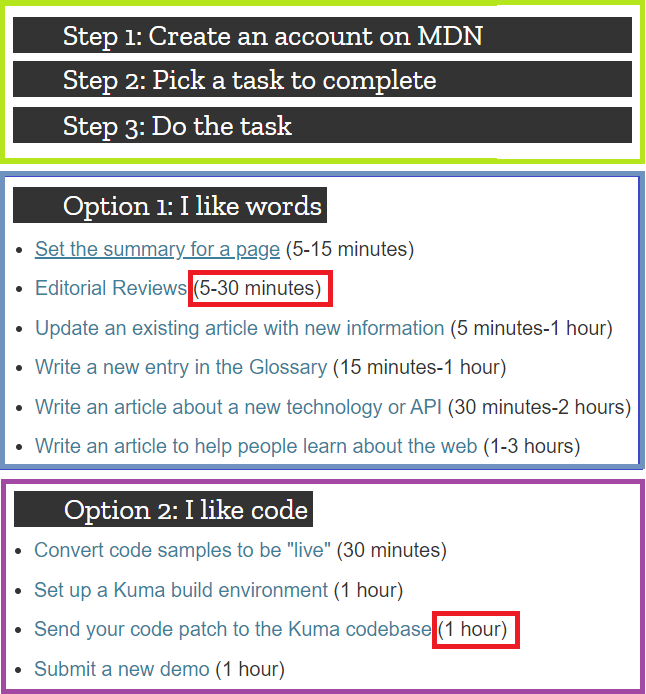 Step 1: Create an account on MDN
Step 2: Pick a task to complete
Step 3: Do the task
Option 1: I like words
Set the summary for a page (5-15 minutes)
Editorial Reviews (5-30 minutes)
Update an existing article with new information (5 minutes-1 hour)
Write a new entry in the Glossary (15 minutes-1 hour)
Write an article about a new technology or API (30 minutes-2 hours)
Write an article to help people learn about the web (1-3 hours)
Option 2: I like code
Convert code samples to be "live" (30 minutes)
Set up a Kuma build environment (1 hour)
Send your code patch to the Kuma codebase (1 hour)
Submit a new demo (1 hour)